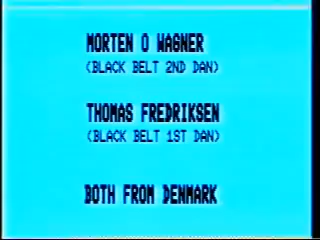 MORTEN O WAGNER
(BLACK BELT 2ND DAN)
THOMAS FREDRIKSEN
(BLACK BELT 1ST DAN)
BOTH FROM DENMARK